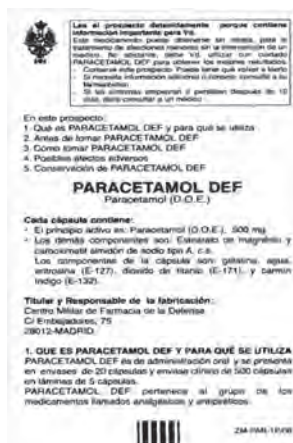 Lea el prospecto detenidamente porque contiene
información importante para Vd.
Este medicamento puede obtenerse sin receta, para el
tratamiento de afecciones menores sin la intervención de un
médico. No obstante, debe Vd. utilizar con cuidado
PARACETAMOL DEF para obtener los mejores resultados.
- Conserve este prospecto. Puede tener que volver a leerlo
- Si necesita información adicional o consejo, consulte a su
farmacéutico
- Si los síntomas empeoran o persisten después de 10
días, debe consultar a un médico
En este prospecto:
1. Qué es PARACETAMOL DEF y para qué se utiliza
2. Antes de tomar PARACETAMOL DEF
3. Cómo tomar PARACETAMOL DEF
4. Posibles efectos adversos
5. Conservación de PARACETAMOL DEF
PARACETAMOL DEF
Paracetamol (D.O.E.)
Cada cápsula contiene:
- El principio activo es: Paracetamol (D.O.E.), 500 mg
- Los demás componentes son: Estearato de magnesio y
carboximetil almidón de sodio tipo A, c.s.
Los componentes de la cápsula son: gelatina, agua,
eritrosina (E-127), dióxido de titanio (E-171), y carmín
índigo (E-132).
Titular y Responsable de la fabricación:
Centro Militar de Farmacia de la Defensa
C/ Embajadores, 75
28012-MADRID
1. QUE ES PARACETAMOL DEF Y PARA QUÉ SE UTILIZA
PARACETAMOL DEF es de administración oral y se presenta
en envases de 20 cápsulas y envase clínico de 500 cápsulas
en láminas de 5 cápsulas.
PARACETAMOL DEF pertenece al grupo de los
medicamentos llamados analgésicos y antipiréticos.